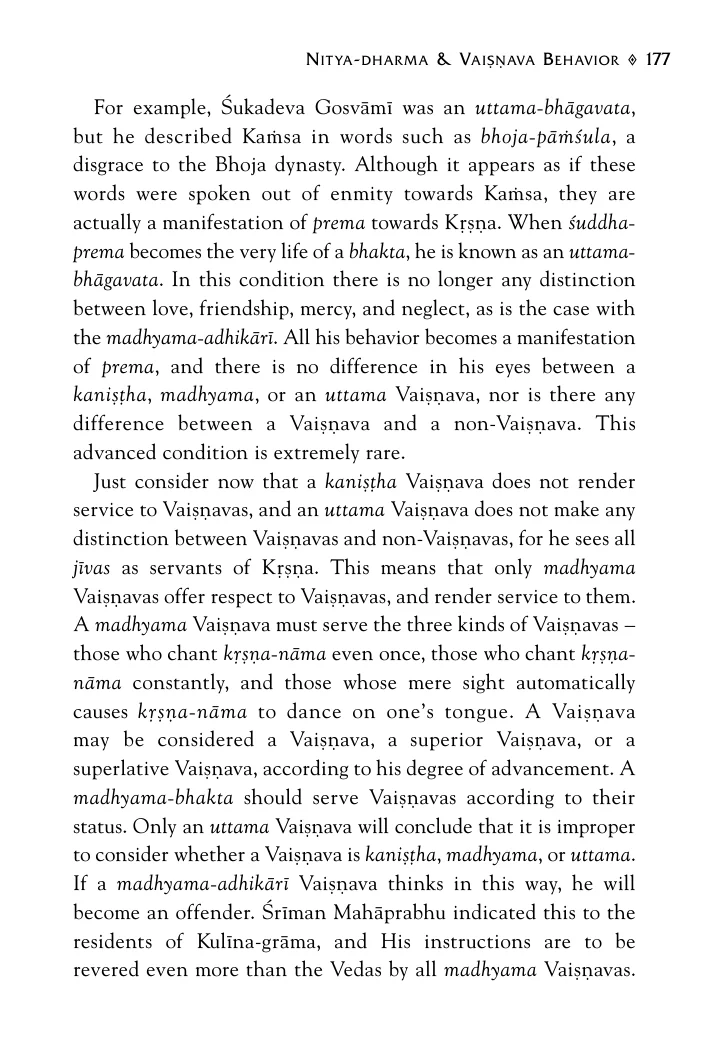 NITYA-DHARMA & VAIṢṆAVA BEHAVIOR ◊ 177
For example, Śukadeva Gosvāmī was an uttama-bhāgavata,
but he described Kaṁsa in words such as bhoja-pāṁśula, a
disgrace to the Bhoja dynasty. Although it appears as if these
words were spoken out of enmity towards Kaṁsa, they are
actually a manifestation of prema towards Kṛṣṇa. When śuddha-
prema becomes the very life of a bhakta, he is known as an uttama-
bhāgavata. In this condition there is no longer any distinction
between love, friendship, mercy, and neglect, as is the case with
the madhyama-adhikārī. All his behavior becomes a manifestation
of prema, and there is no difference in his eyes between a
kaniṣṭha, madhyama, or an uttama Vaiṣṇava, nor is there any
difference between a Vaiṣṇava and a non-Vaiṣṇava. This
advanced condition is extremely rare.
Just consider now that a kaniṣṭha Vaiṣṇava does not render
service to Vaiṣṇavas, and an uttama Vaiṣṇava does not make any
distinction between Vaiṣṇavas and non-Vaiṣṇavas, for he sees all
jīvas as servants of Kṛṣṇa. This means that only madhyama
Vaiṣṇavas offer respect to Vaiṣṇavas, and render service to them.
A madhyama Vaiṣṇava must serve the three kinds of Vaiṣṇavas –
those who chant kṛṣṇa-nāma even once, those who chant kṛṣṇa-
nāma constantly, and those whose mere sight automatically
causes kṛṣṇa-nāma to dance on one's tongue. A Vaiṣṇava
may be considered a Vaiṣṇava, a superior Vaiṣṇava, or a
superlative Vaiṣṇava, according to his degree of advancement. A
madhyama-bhakta should serve Vaiṣṇavas according to their
status. Only an uttama Vaiṣṇava will conclude that it is improper
to consider whether a Vaiṣṇava is kaniṣṭha, madhyama, or uttama.
If a madhyama-adhikārī Vaiṣṇava thinks in this way, he will
become an offender. Śrīman Mahāprabhu indicated this to the
residents of Kulīna-grāma, and His instructions are to be
revered even more than the Vedas by all madhyama Vaiṣṇavas.